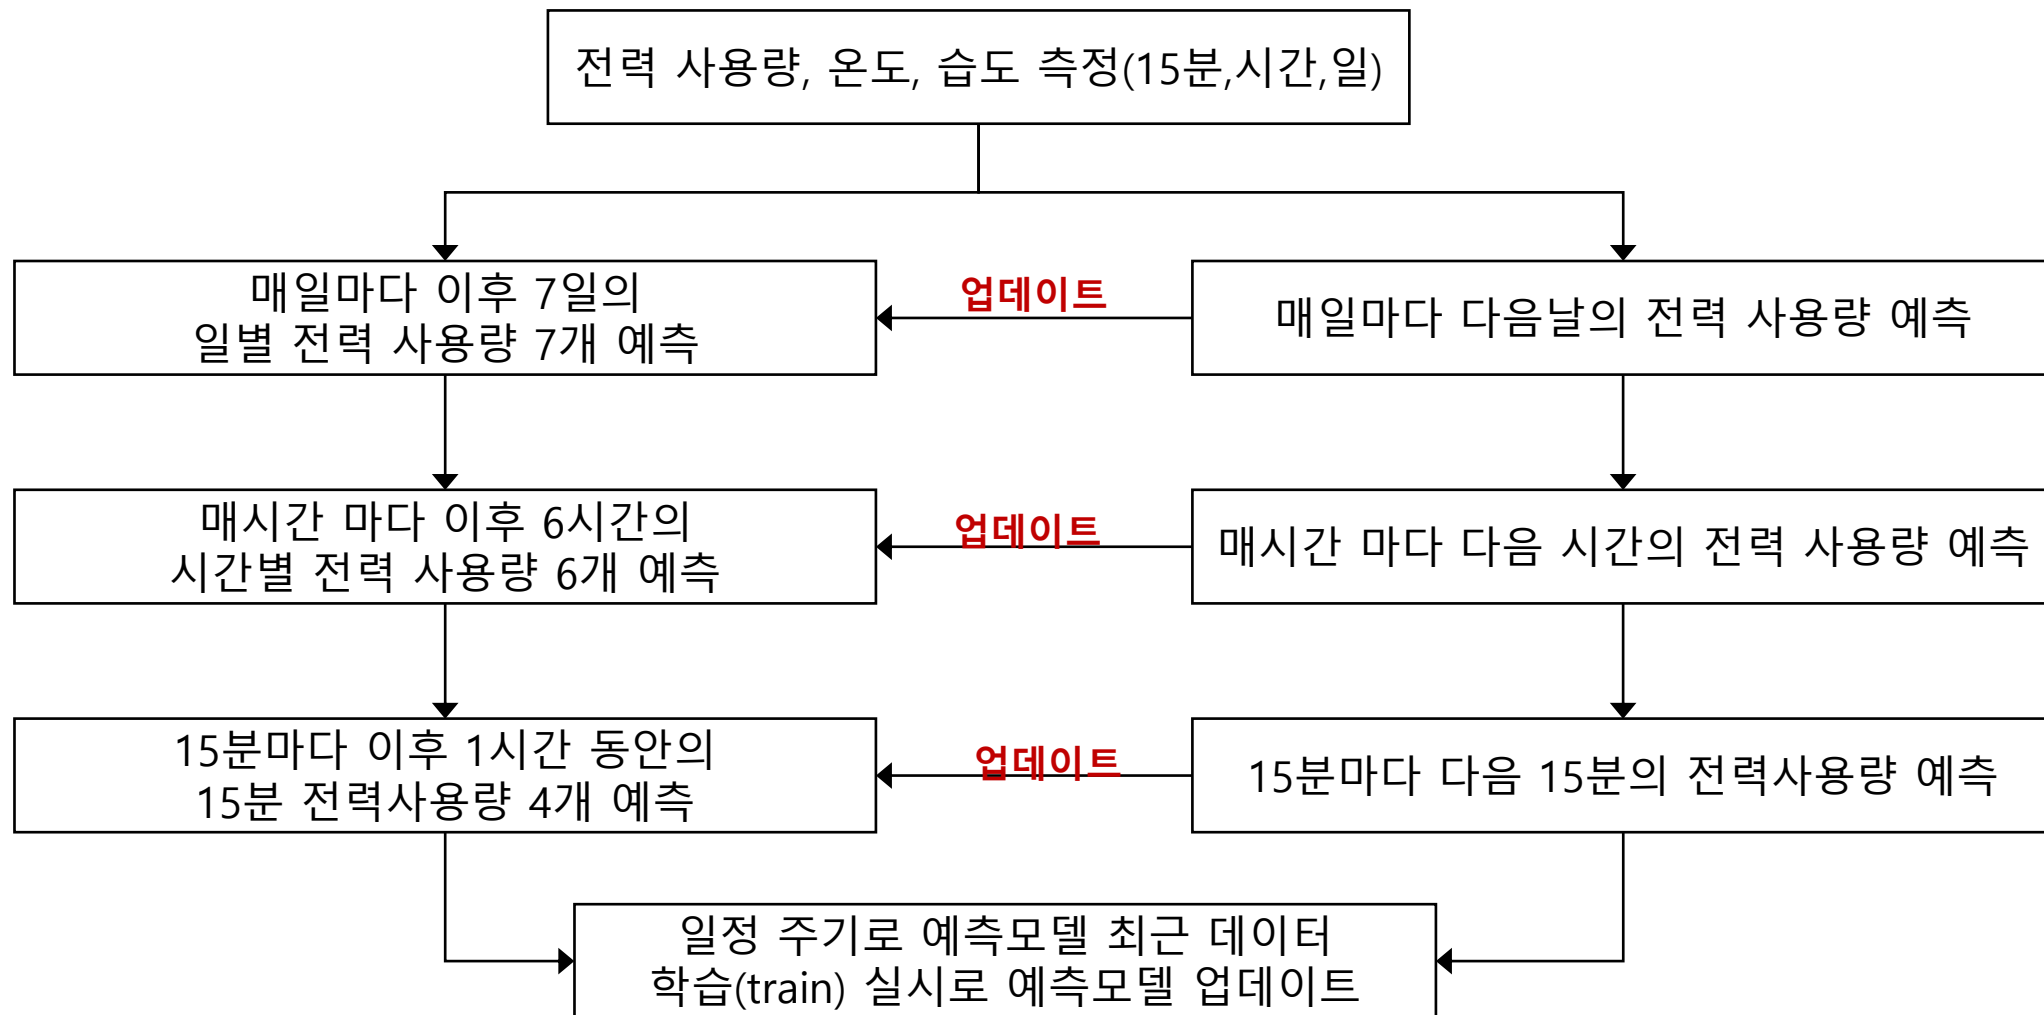 전력 사용량, 온도, 습도 측정(15분,시간,일)
매일마다 이후 7일의
일별 전력 사용량 7개 예측
업데이트
매일마다 다음날의 전력 사용량 예측
매시간 마다 이후 6시간의
시간별 전력 사용량 6개 예측
업데이트
매시간 마다 다음 시간의 전력 사용량 예측
15분마다 이후 1시간 동안의
15분 전력사용량 4개 예측
업데이트
15분마다 다음 15분의 전력사용량 예측
일정 주기로 예측모델 최근 데이터
학습(train) 실시로 예측모델 업데이트